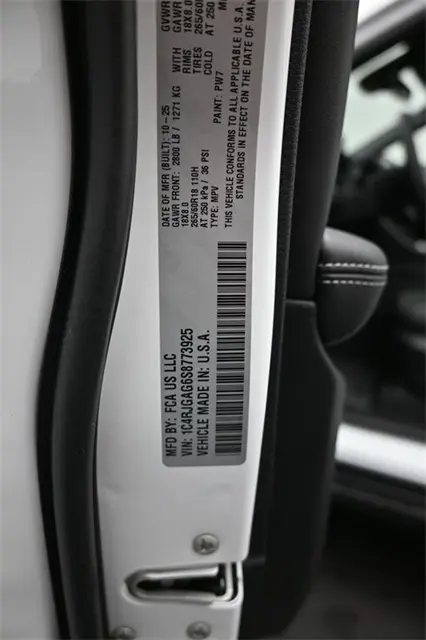 MFD BY: FCA US LLC
VIN: 1C4RJGAG6S8773925
VEHICLE MADE IN: U.S.A.
DATE OF MFR (BUILT): 10-25
GAWR FRONT: 2800 LB / 1271 KG
18X8.0
265/60R18 110H
AT 250 kPa / 36 PSI
TYPE: MPV
PAINT: PW7
THIS VEHICLE CONFORMS TO ALL APPLICABLE U.S.A.
STANDARDS IN EFFECT ON THE DATE OF MAN
WITH
RIMS
TIRES
COLD
GVWR
GAWR
18X8.0
265/60
AT 250